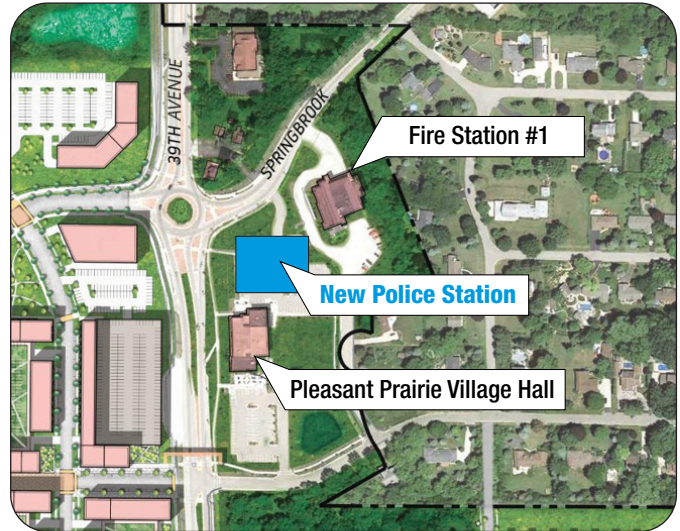 39TH AVENUE
SPRINGBROOK
Fire Station #1
New Police Station
Pleasant Prairie Village Hall